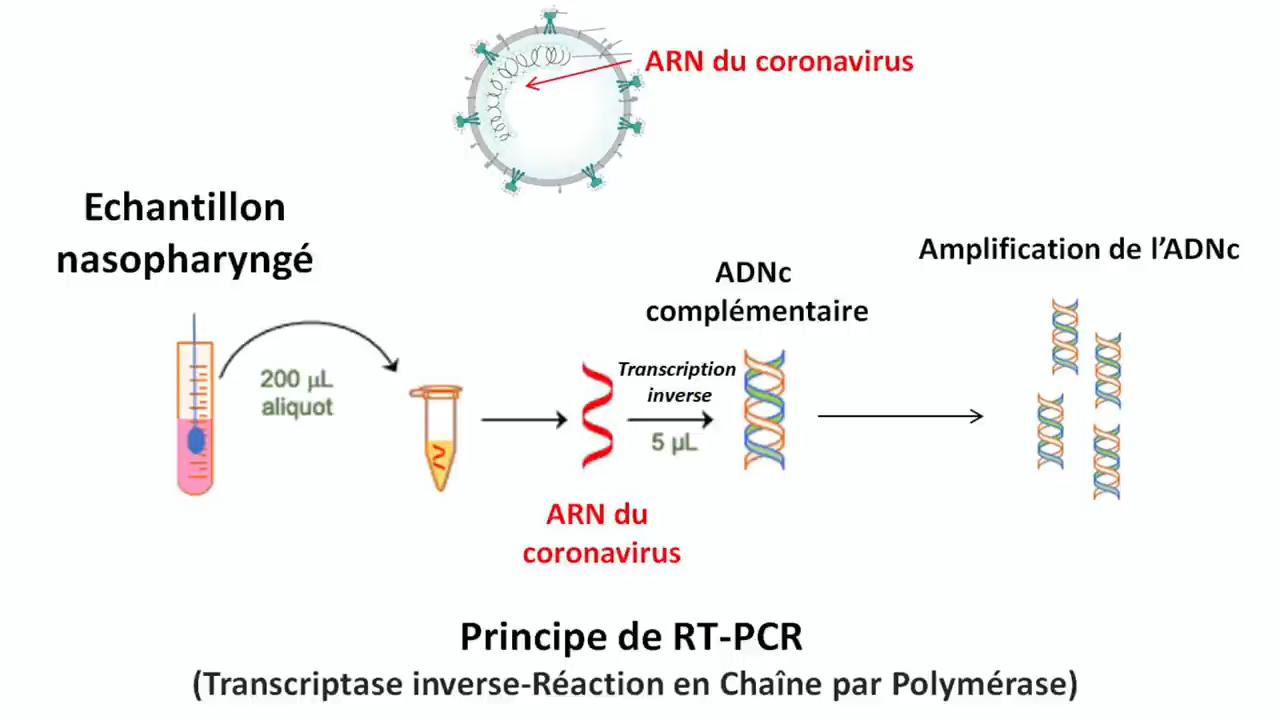 ARN du coronavirus
Echantillon
nasopharyngé
Amplification de l’ADNc
ADNc
complémentaire
200 µL
aliquot
Transcription
inverse
5 µL
ARN du
coronavirus
Principe de RT-PCR
(Transcriptase inverse-Réaction en Chaîne par Polymérase)